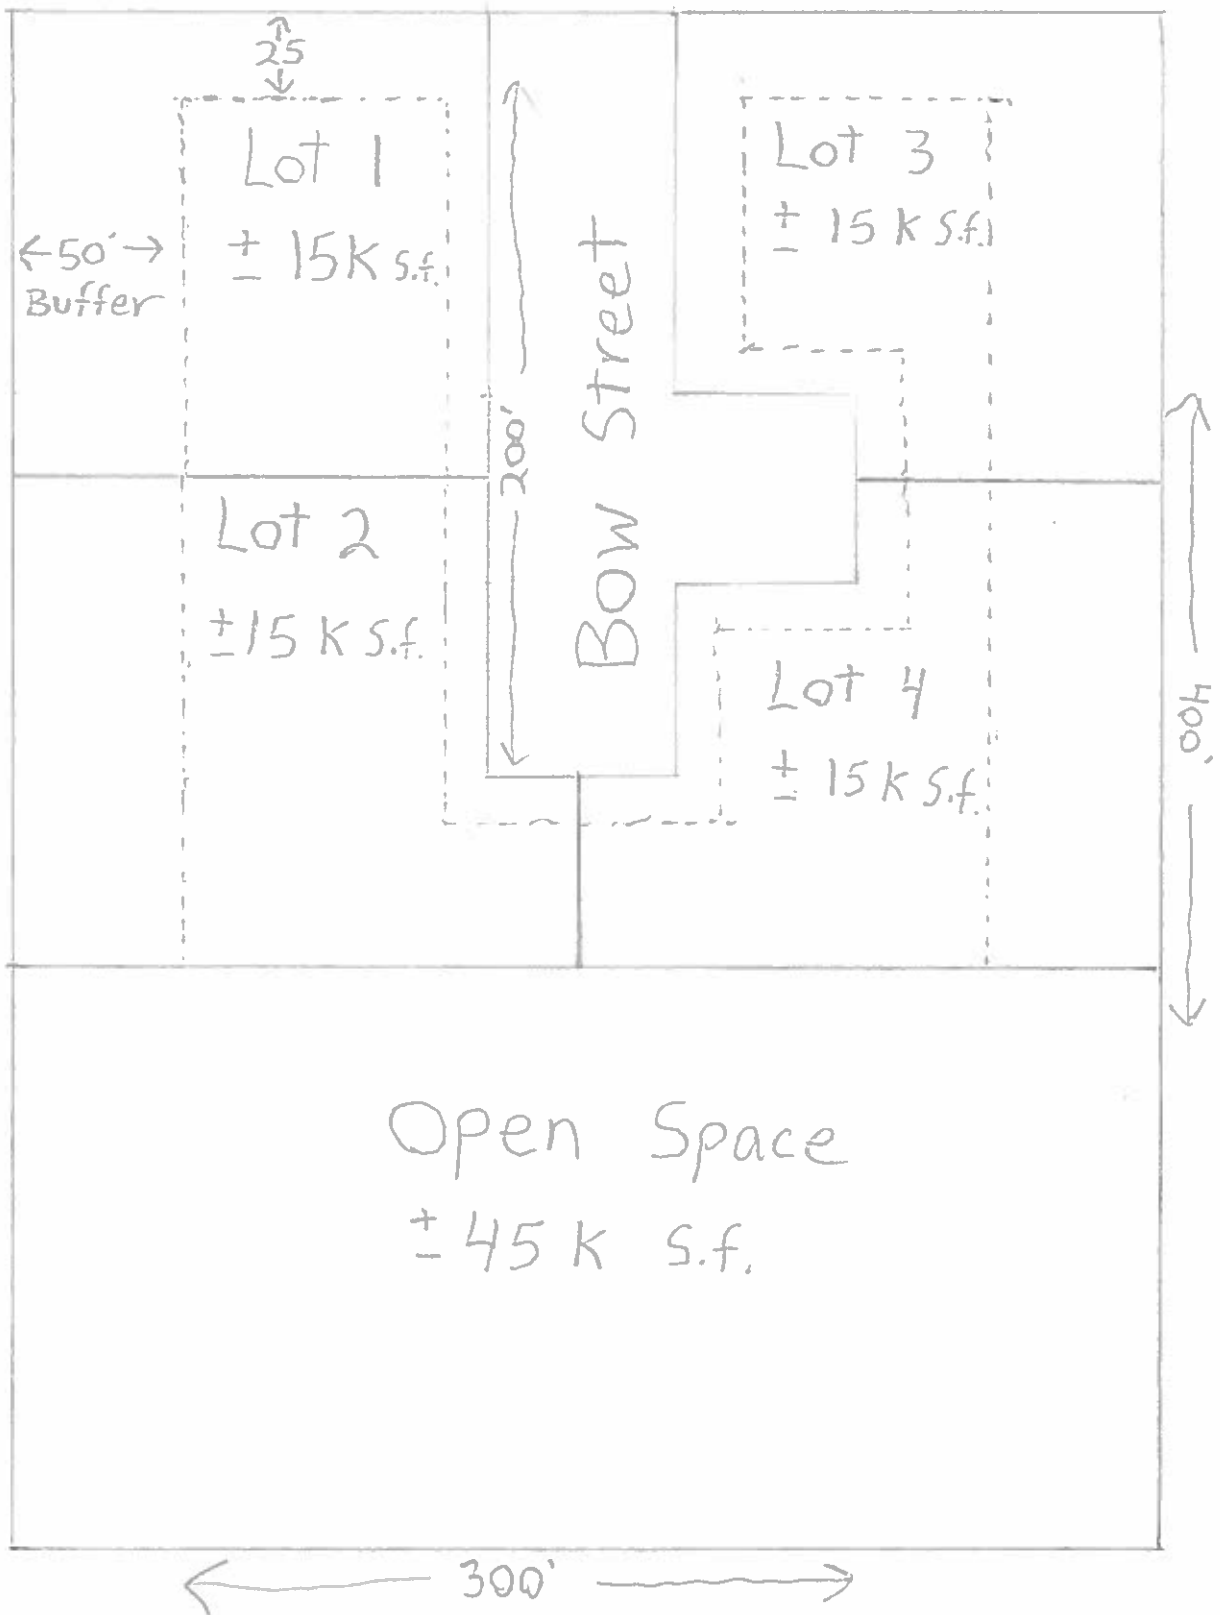 25
Lot 1
± 15K s.f.
50'
Buffer
Lot 2
±15 K s.f.
200'
Bow Street
Lot 3
± 15 K s.f.
Lot 4
± 15 K s.f.
400'
Open Space
± 45 K s.f.
300'